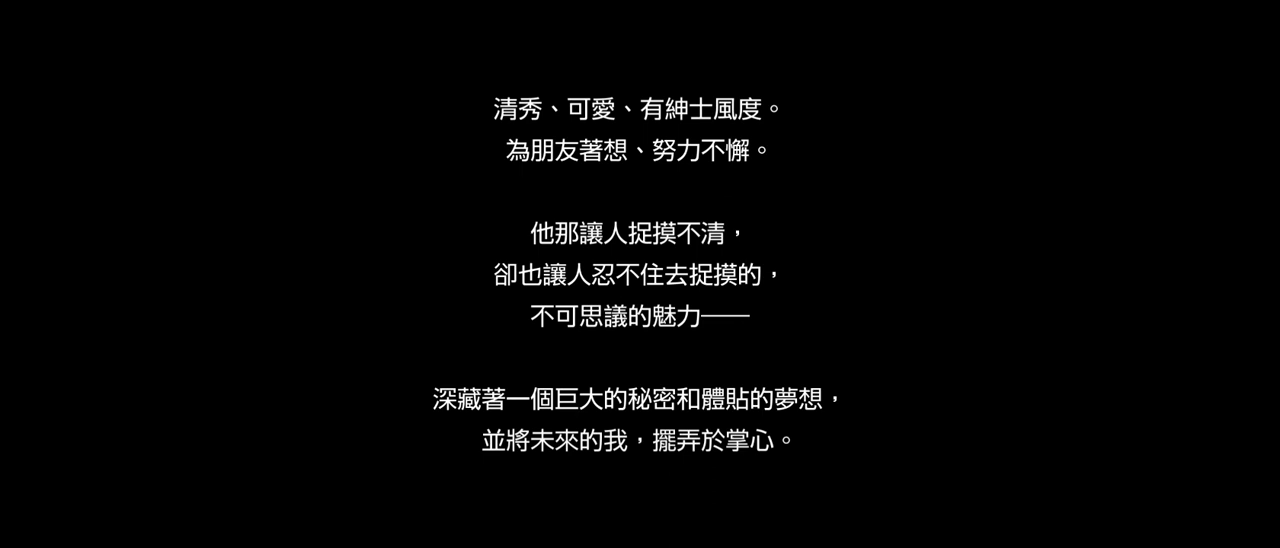 清秀、可愛、有紳士風度。
為朋友著想、努力不懈。
他那讓人捉摸不清，
卻也讓人忍不住去捉摸的，
不可思議的魅力——
深藏著一個巨大的秘密和體貼的夢想，
並將未來的我，擺弄於掌心。